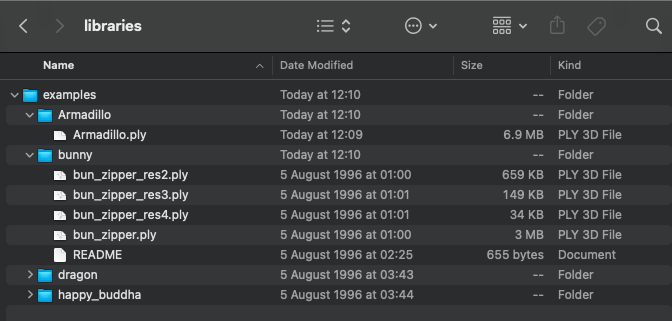 libraries
Name Date Modified Size Kind
examples Today at 12:10 -- Folder
Armadillo Today at 12:10 -- Folder
Armadillo.ply Today at 12:09 6.9 MB PLY 3D File
bunny Today at 12:10 -- Folder
bun_zipper_res2.ply 5 August 1996 at 01:00 659 KB PLY 3D File
bun_zipper_res3.ply 5 August 1996 at 01:01 149 KB PLY 3D File
bun_zipper_res4.ply 5 August 1996 at 01:01 34 KB PLY 3D File
bun_zipper.ply 5 August 1996 at 01:00 3 MB PLY 3D File
README 5 August 1996 at 02:25 655 bytes Document
dragon 5 August 1996 at 03:43 -- Folder
happy_buddha 5 August 1996 at 03:44 -- Folder